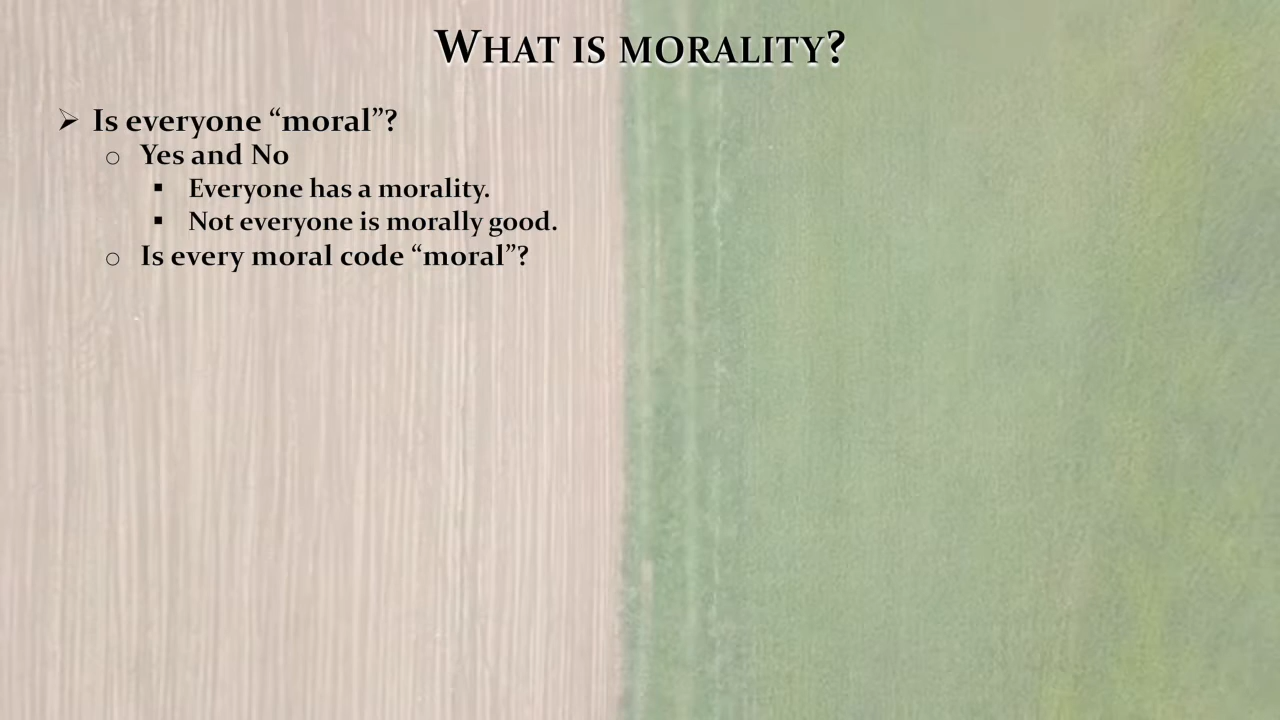 What is morality?
Is everyone “moral”?
Yes and No
Everyone has a morality.
Not everyone is morally good.
Is every moral code “moral”?